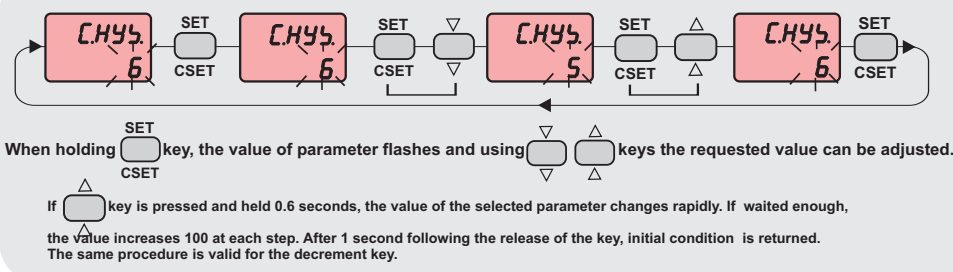 C.HYS. SET C.HYS. SET ▽ C.HYS. SET △ C.HYS. SET
6 CSET 6 CSET ▽ 5 CSET △ 6 CSET
SET ▽ △
When holding key, the value of parameter flashes and using keys the requested value can be adjusted.
CSET ▽ △
△
If key is pressed and held 0.6 seconds, the value of the selected parameter changes rapidly. If waited enough,
△
the value increases 100 at each step. After 1 second following the release of the key, initial condition is returned.
The same procedure is valid for the decrement key.